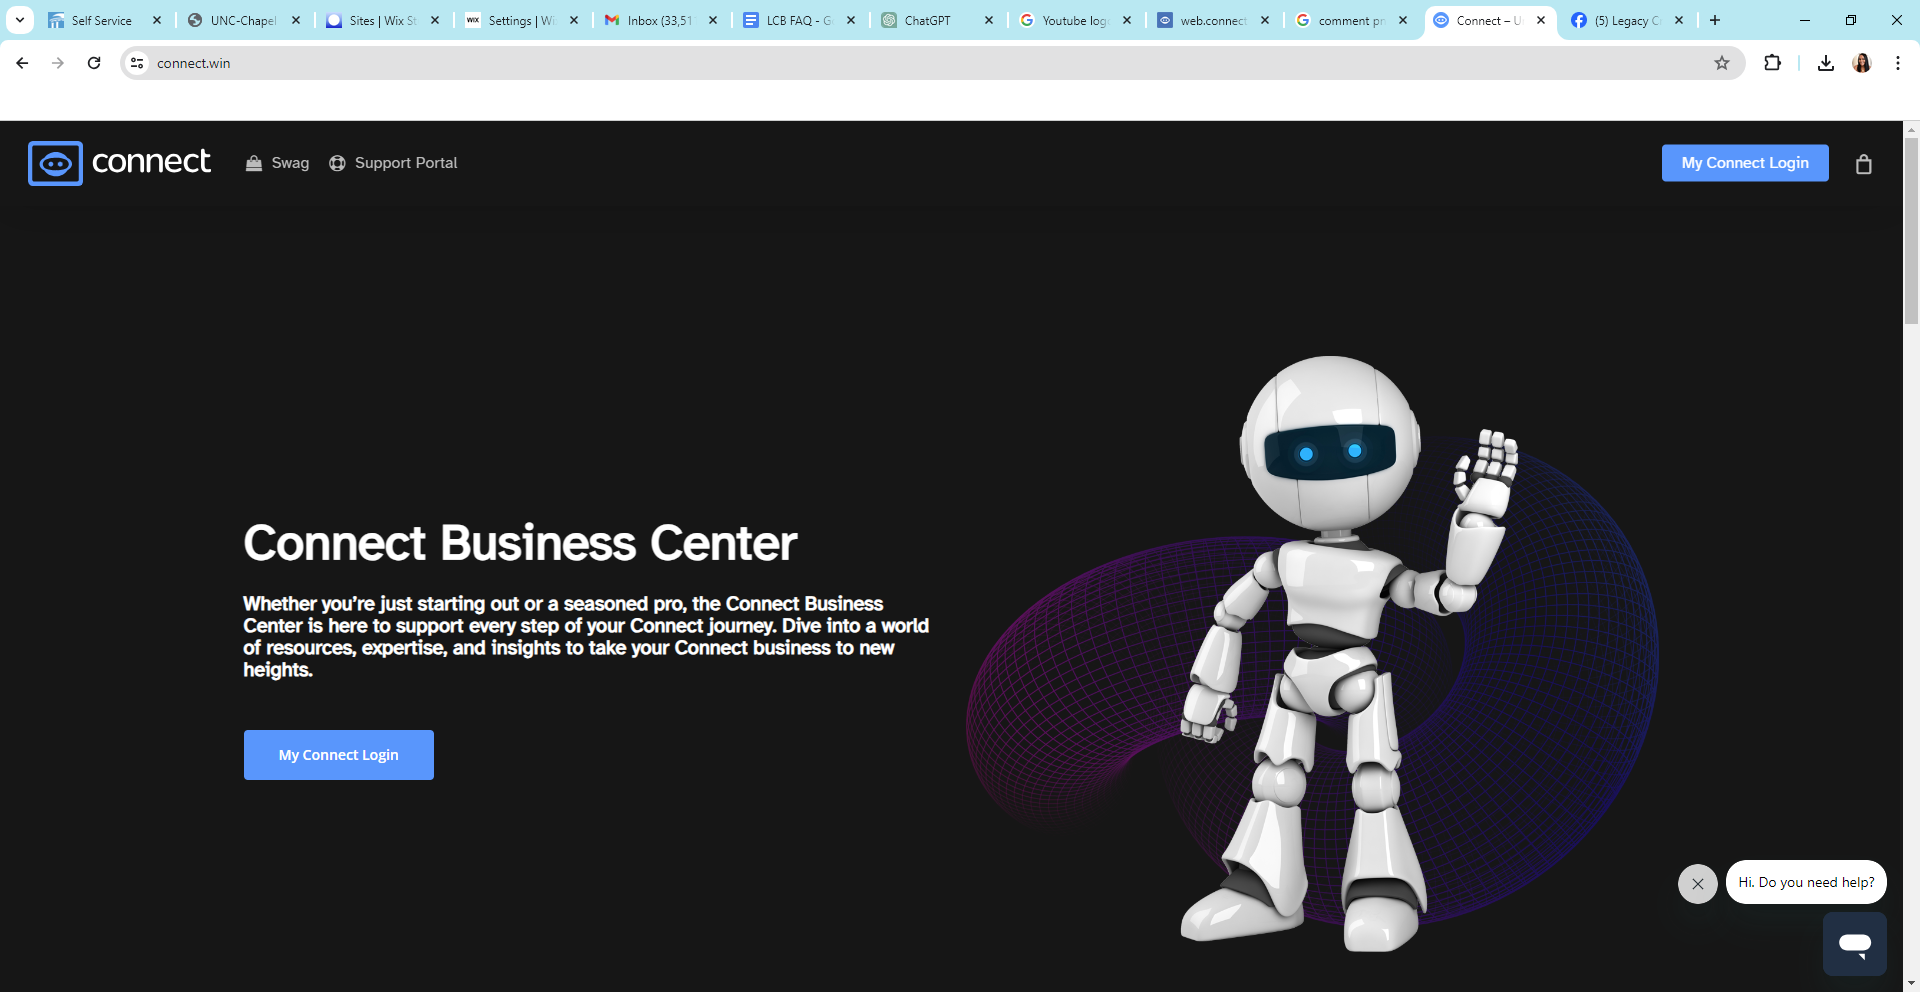 Self Service
UNC-Chapel
Sites | Wix St
WIX
Settings | Wi
Inbox (33,51
LCB FAQ - G
ChatGPT
Youtube log
web.connect
comment pr
Connect – U
(5) Legacy C
connect.win
connect
Swag
Support Portal
My Connect Login
Connect Business Center
Whether you're just starting out or a seasoned pro, the Connect Business
Center is here to support every step of your Connect journey. Dive into a world
of resources, expertise, and insights to take your Connect business to new
heights.
My Connect Login
Hi. Do you need help?